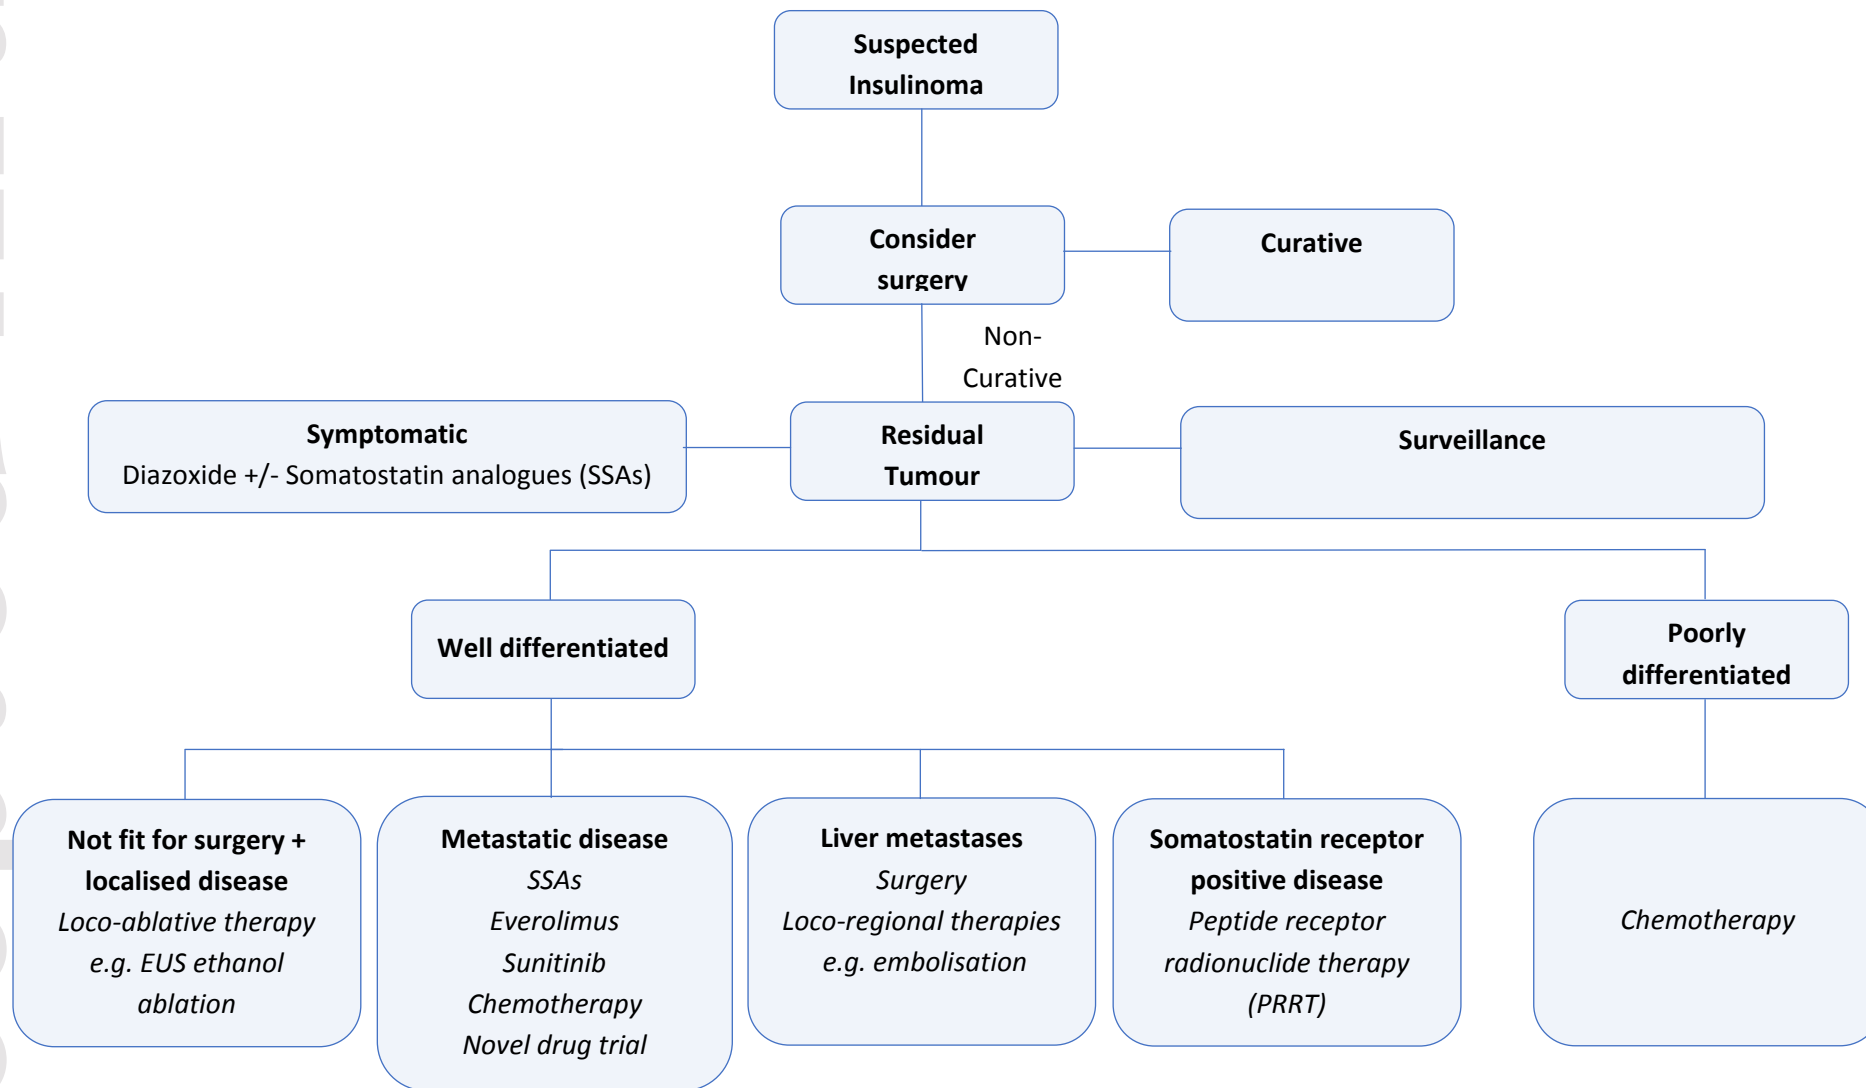 Suspected
Insulinoma
Consider
surgery
Curative
Non-
Curative
Symptomatic
Diazoxide +/- Somatostatin analogues (SSAs)
Residual
Tumour
Surveillance
Well differentiated
Poorly
differentiated
Not fit for surgery +
localised disease
Loco-ablative therapy
e.g. EUS ethanol
ablation
Metastatic disease
SSAs
Everolimus
Sunitinib
Chemotherapy
Novel drug trial
Liver metastases
Surgery
Loco-regional therapies
e.g. embolisation
Somatostatin receptor
positive disease
Peptide receptor
radionuclide therapy
(PRRT)
Chemotherapy